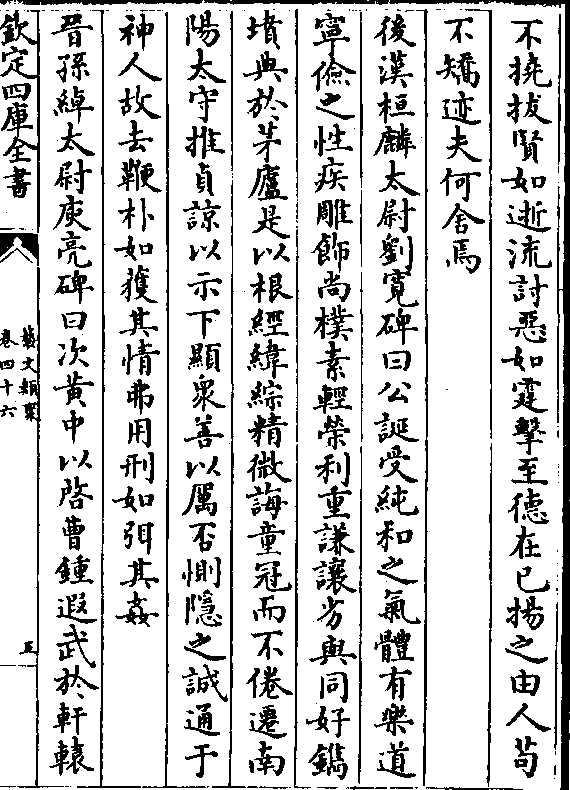 不撓拔賢如逝流討惡如霆擊至德在已揚之由人苟
不矯迹夫何舍焉
後漢桓麟太尉劉寬碑曰公誕受純和之氣體有樂道
寧儉之性疾雕飾尚樸素輕榮利重謙讓与與同好鐫
墳典於茅廬是以根經緯綜精微誨童冠而不倦遷南
陽太守推貞諒以示下顯衆善以厲否惻隱之誠通于
神人故去鞭朴如獲其情弗用刑如弭其姦
晉孫綽太尉庾亮碑曰次黄中以啓曹鍾遐武於軒轅
欽定四庫全書
藝文類聚
卷四十六
五